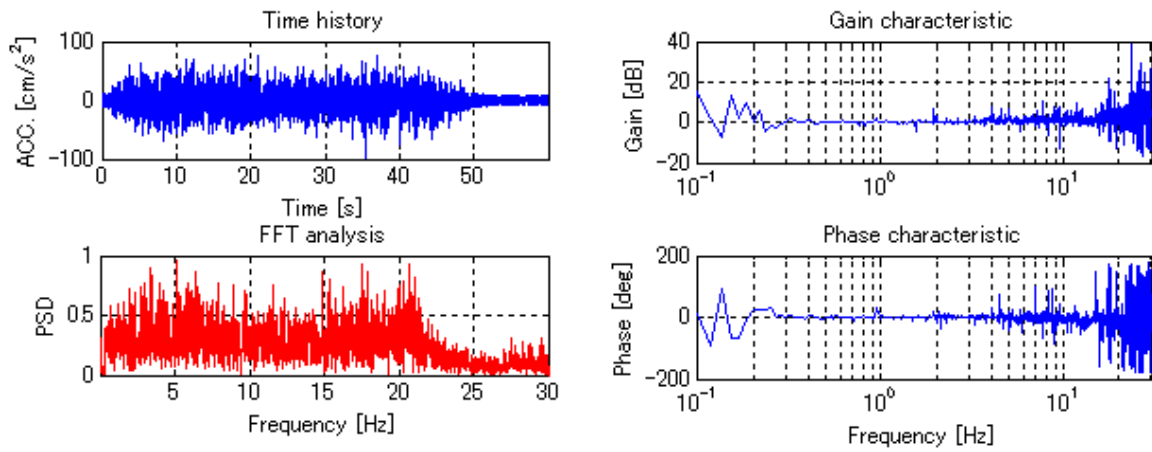 Time history
100
0
-100
ACC. [cm/s²]
0 10 20 30 40 50
Time [s]
FFT analysis
1
0.5
0
PSD
5 10 15 20 25 30
Frequency [Hz]
Gain characteristic
40
20
0
-20
Gain [dB]
10⁻¹ 10⁰ 10¹
Phase characteristic
200
0
-200
Phase [deg]
10⁻¹ 10⁰ 10¹
Frequency [Hz]